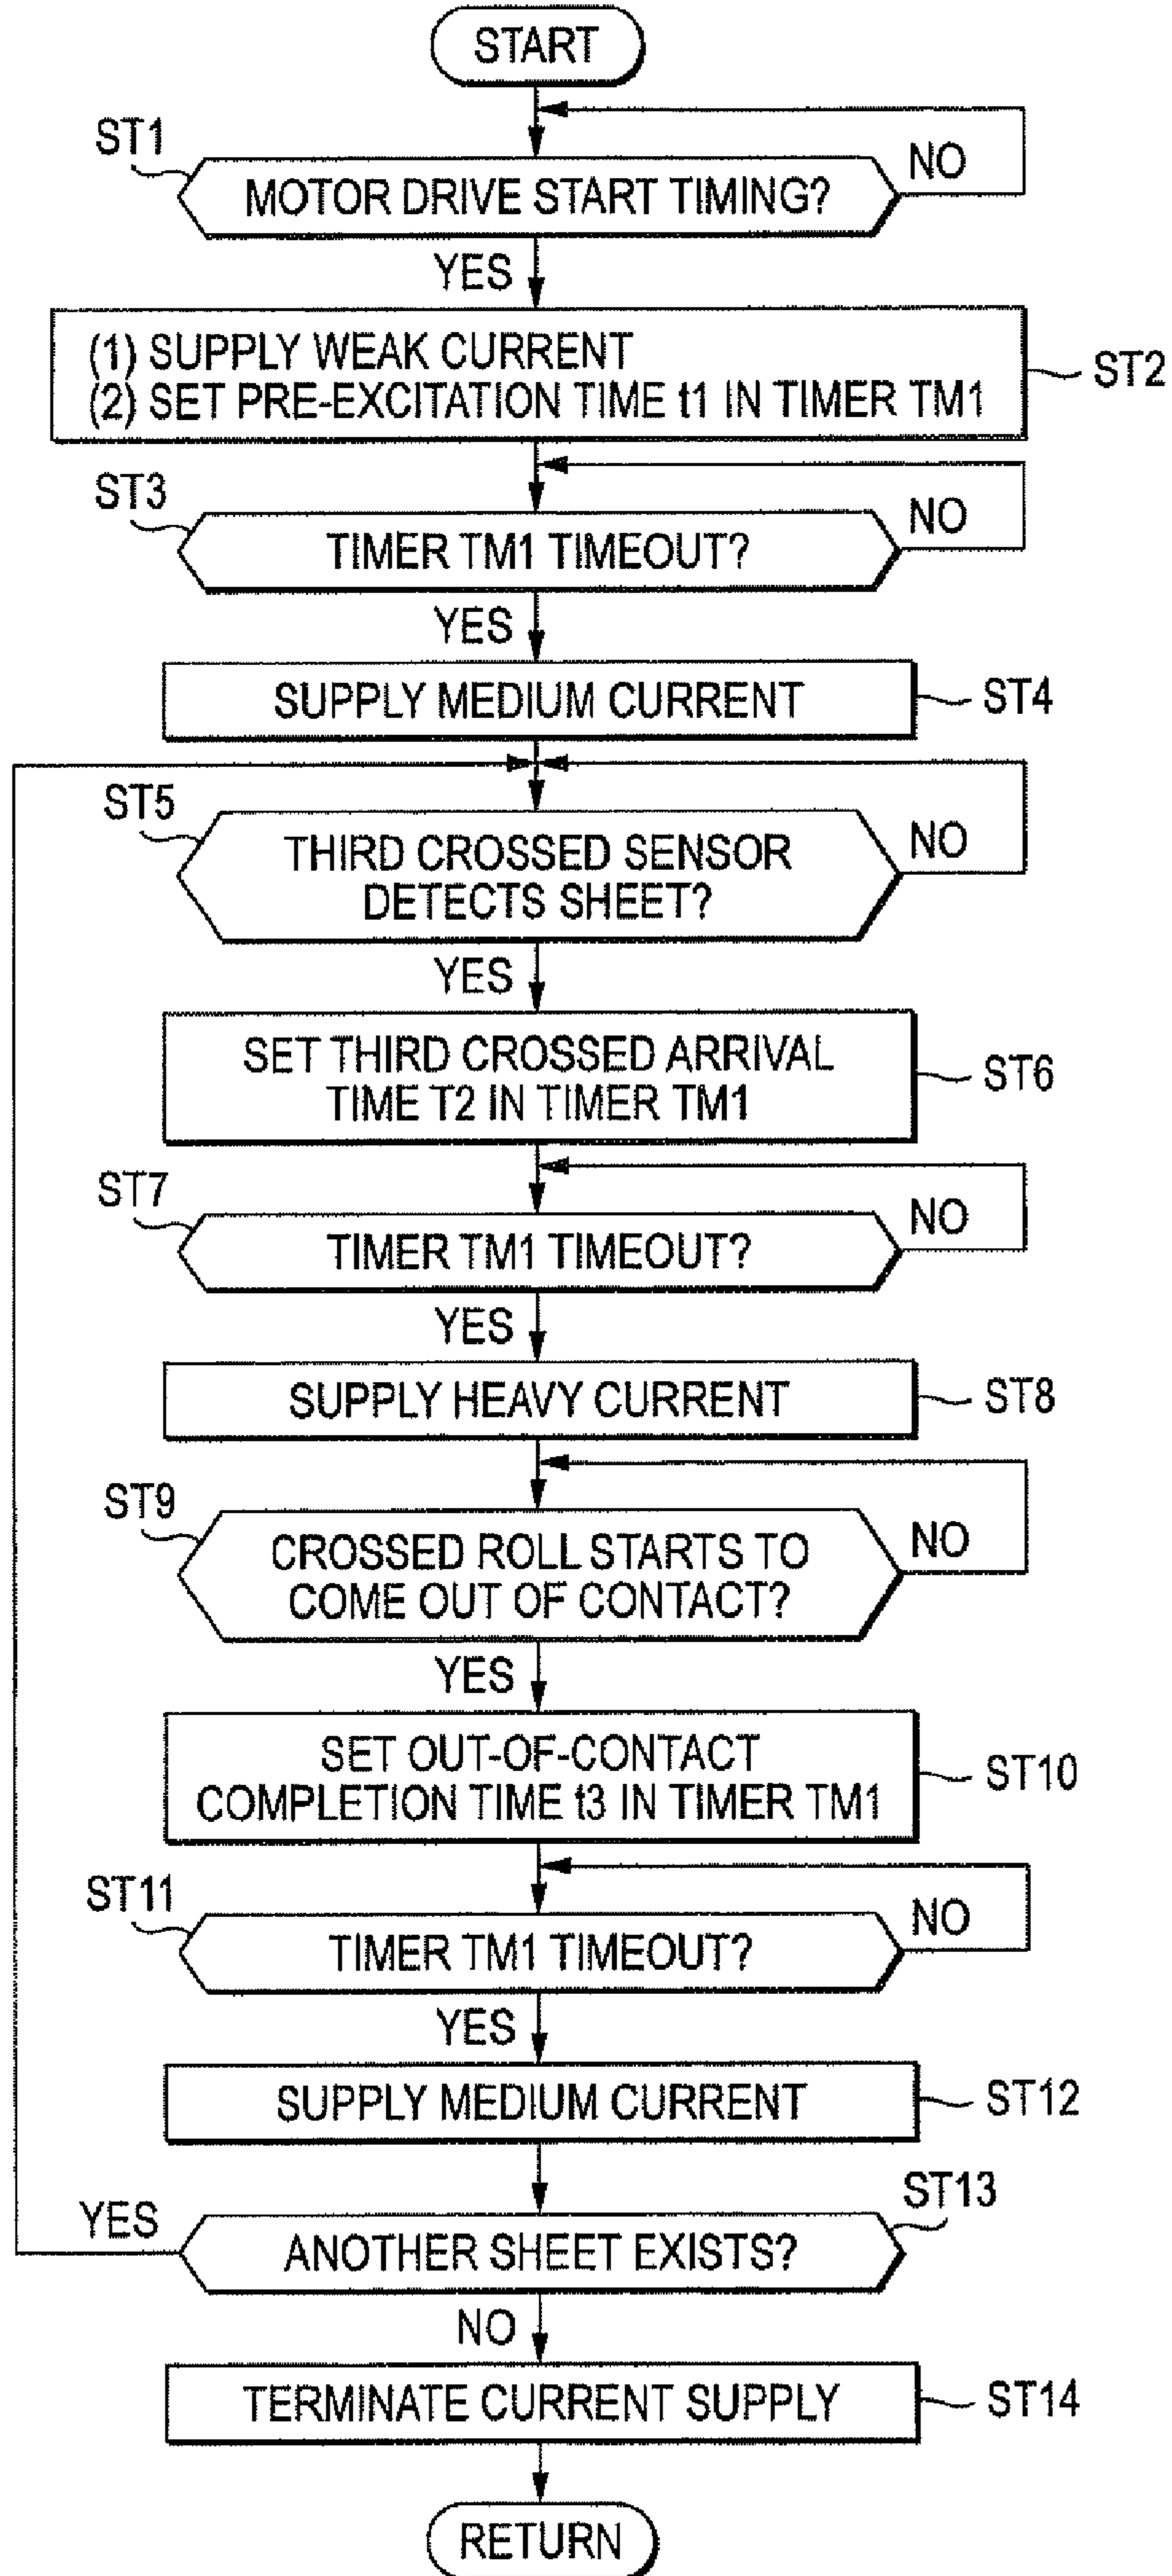 START
ST1
MOTOR DRIVE START TIMING?
NO
YES
(1) SUPPLY WEAK CURRENT
(2) SET PRE-EXCITATION TIME t1 IN TIMER TM1
ST2
ST3
TIMER TM1 TIMEOUT?
NO
YES
SUPPLY MEDIUM CURRENT
ST4
ST5
THIRD CROSSED SENSOR
DETECTS SHEET?
NO
YES
SET THIRD CROSSED ARRIVAL
TIME T2 IN TIMER TM1
ST6
ST7
TIMER TM1 TIMEOUT?
NO
YES
SUPPLY HEAVY CURRENT
ST8
ST9
CROSSED ROLL STARTS TO
COME OUT OF CONTACT?
NO
YES
SET OUT-OF-CONTACT
COMPLETION TIME t3 IN TIMER TM1
ST10
ST11
TIMER TM1 TIMEOUT?
NO
YES
SUPPLY MEDIUM CURRENT
ST12
ST13
YES
ANOTHER SHEET EXISTS?
NO
TERMINATE CURRENT SUPPLY
ST14
RETURN